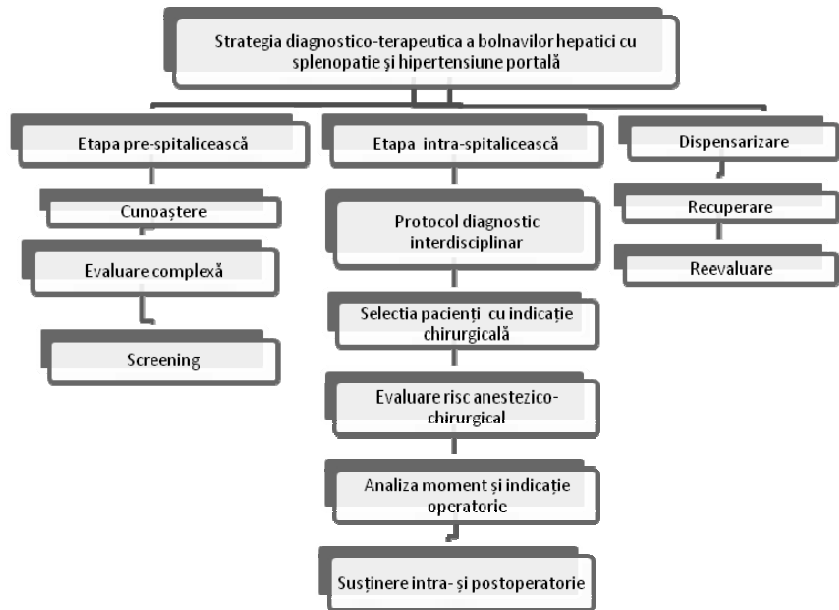 Strategia diagnostico-terapeutica a bolnavilor hepatici cu
splenopatie și hipertensiune portală
Etapa pre-spitalicească
Cunoaștere
Evaluare complexă
Screening
Etapa intra-spitalicească
Protocol diagnostic
interdisciplinar
Selectia pacienți cu indicație
chirurgicală
Evaluare risc anestezico-
chirurgical
Analiza moment și indicație
operatorie
Susținere intra- și postoperatorie
Dispensarizare
Recuperare
Reevaluare